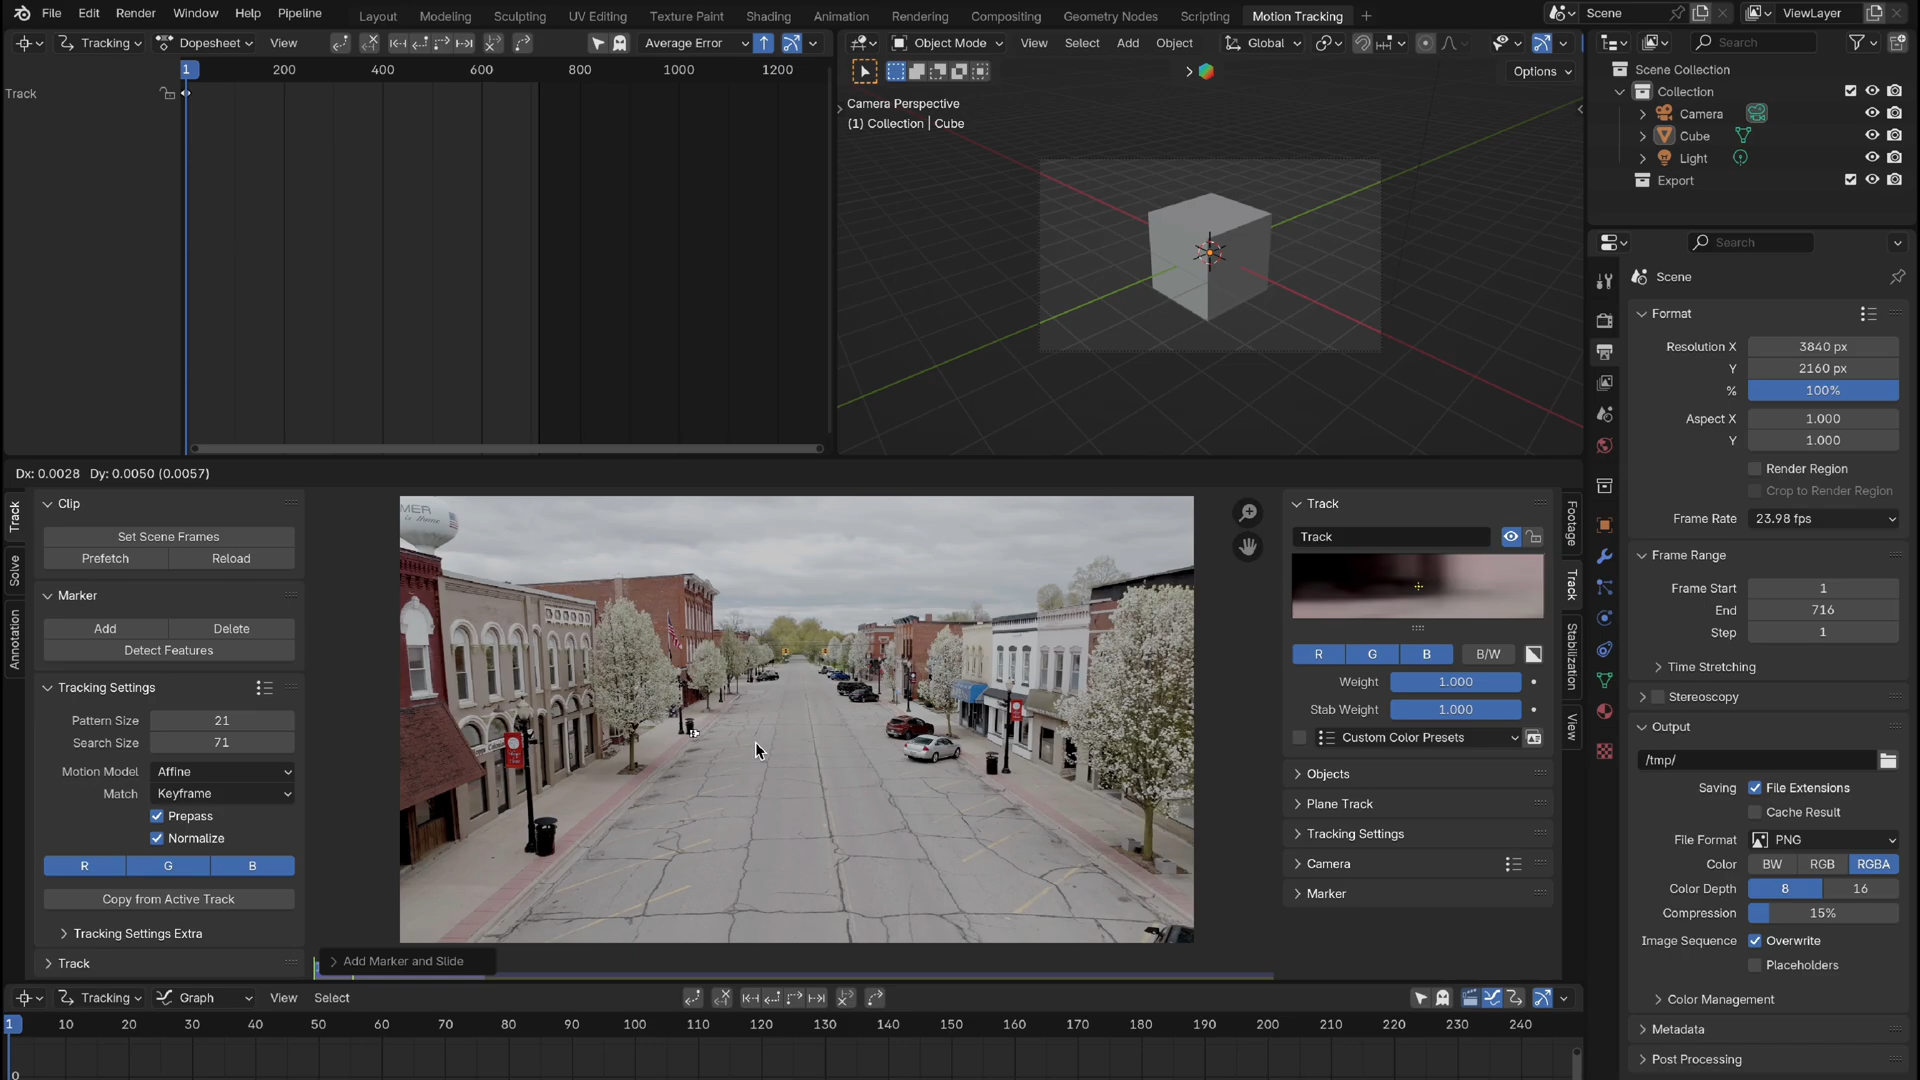 File Edit Render Window Help Pipeline
Layout Modeling Sculpting UV Editing Texture Paint Shading Animation Rendering Compositing Geometry Nodes Scripting Motion Tracking
Scene
ViewLayer
Tracking
Dopesheet
View
Average Error
1 200 400 600 800 1000 1200
Track
Object Mode
View Select Add Object
Global
Options
Camera Perspective
(1) Collection | Cube
Search
Scene Collection
Collection
Camera
Cube
Light
Export
Search
Scene
Format
Resolution X 3840 px
Y 2160 px
% 100%
Aspect X 1.000
Y 1.000
Render Region
Crop to Render Region
Frame Rate 23.98 fps
Frame Range
Frame Start 1
End 716
Step 1
Time Stretching
Stereoscopy
Output
/tmp/
Saving File Extensions
Cache Result
File Format PNG
Color BW RGB RGBA
Color Depth 8 16
Compression 15%
Image Sequence Overwrite
Placeholders
Color Management
Metadata
Post Processing
Dx: 0.0028 Dy: 0.0050 (0.0057)
Track
Solve
Annotation
Clip
Set Scene Frames
Prefetch Reload
Marker
Add Delete
Detect Features
Tracking Settings
Pattern Size 21
Search Size 71
Motion Model Affine
Match Keyframe
Prepass
Normalize
R G B
Copy from Active Track
Tracking Settings Extra
Track
MER
is Home
Add Marker and Slide
Track
Track
R G B B/W
Weight 1.000
Stab Weight 1.000
Custom Color Presets
Objects
Plane Track
Tracking Settings
Camera
Marker
Footage
Track
Stabilization
View
Tracking
Graph
View Select
1 10 20 30 40 50 60 70 80 90 100 110 120 130 140 150 160 170 180 190 200 210 220 230 240
0